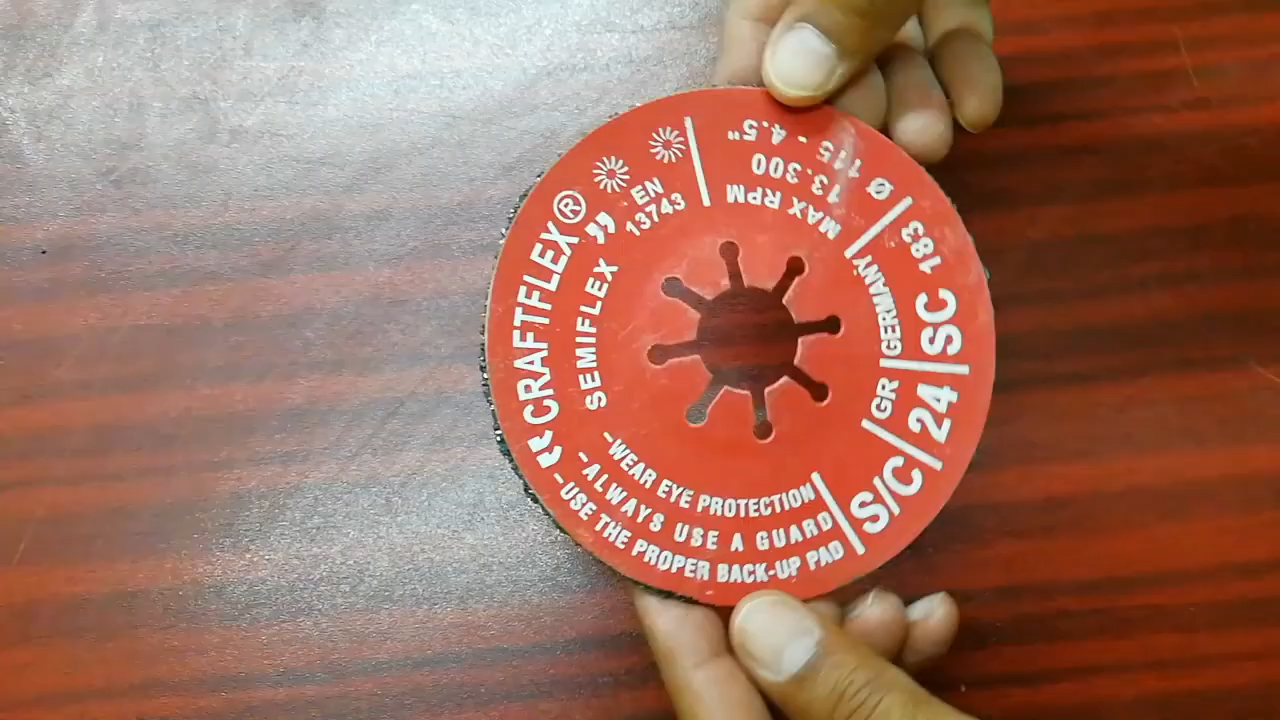 "CRAFTFLEX®
SEMIFLEX"
EN
13743
MAX RPM
13.300
Ø 115 - 4.5"
GR GERMANY
S/C 24 SC 183
-WEAR EYE PROTECTION
-ALWAYS USE A GUARD
-USE THE PROPER BACK-UP PAD